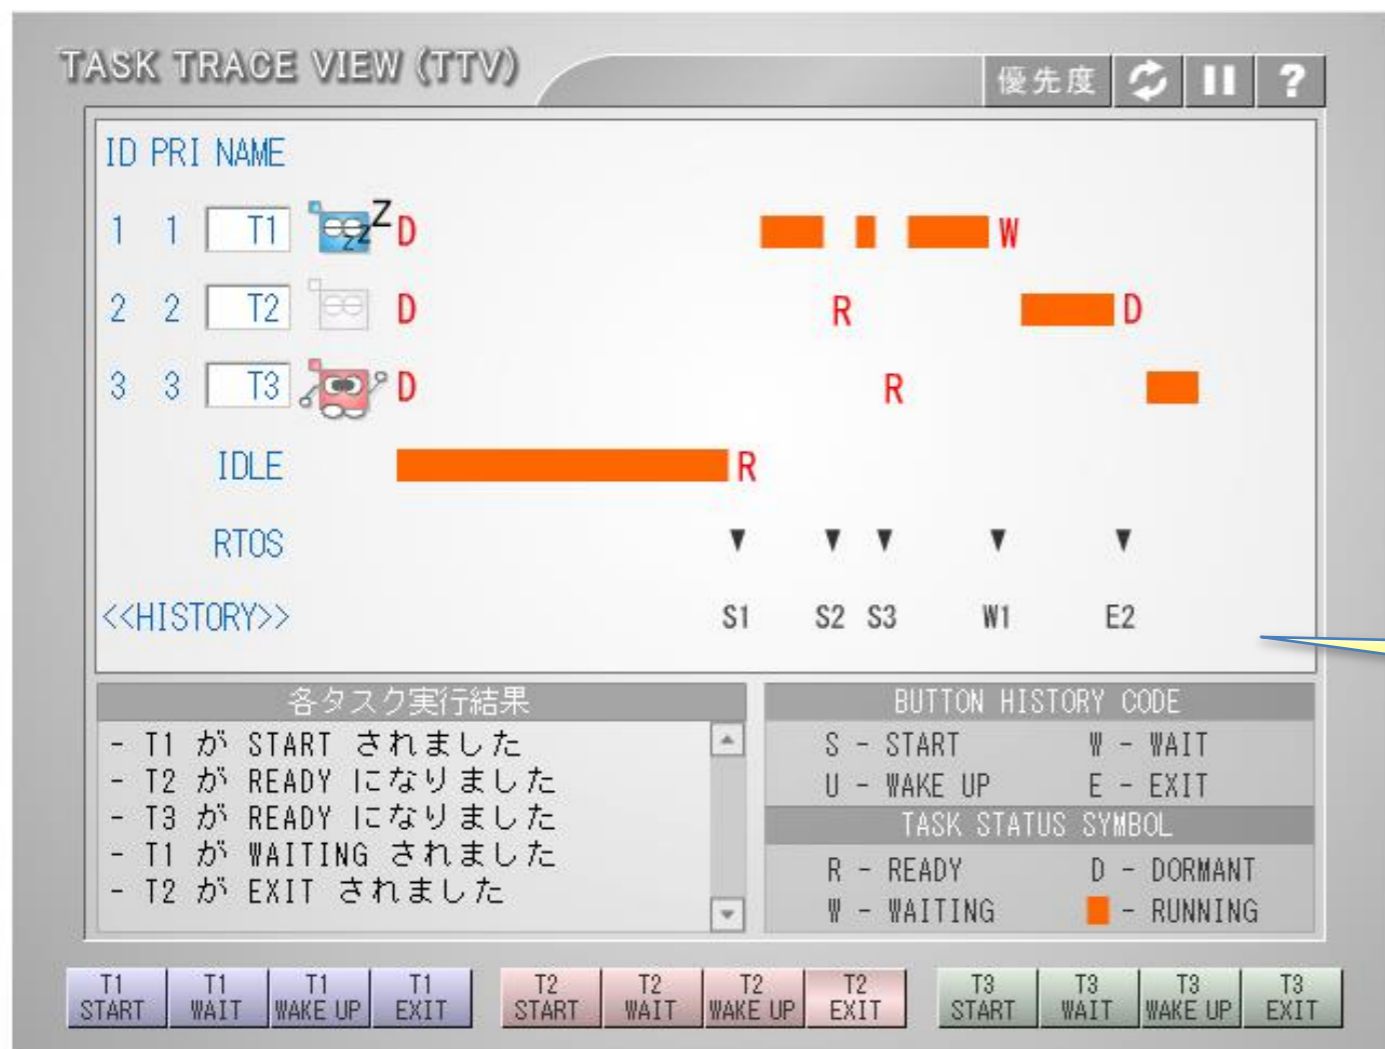 TASK TRACE VIEW (TTV)
優先度 ?
ID PRI NAME
1 1 T1 zzZ D W
2 2 T2 D R D
3 3 T3 D R
IDLE R
RTOS
<<HISTORY>> S1 S2 S3 W1 E2
各タスク実行結果
- T1 が START されました
- T2 が READY になりました
- T3 が READY になりました
- T1 が WAITING されました
- T2 が EXIT されました
BUTTON HISTORY CODE
S - START W - WAIT
U - WAKE UP E - EXIT
TASK STATUS SYMBOL
R - READY D - DORMANT
W - WAITING - RUNNING
T1 START
T1 WAIT
T1 WAKE UP
T1 EXIT
T2 START
T2 WAIT
T2 WAKE UP
T2 EXIT
T3 START
T3 WAIT
T3 WAKE UP
T3 EXIT